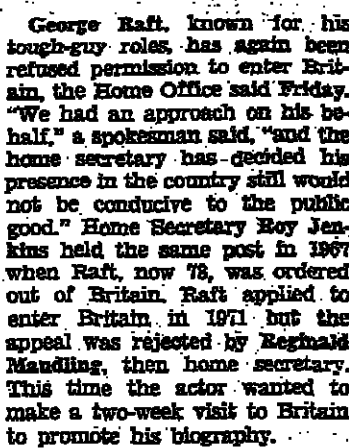 George Raft, known for his
tough-guy roles, has again been
refused permission to enter Brit-
ain, the Home Office said Friday.
"We had an approach on his be-
half," a spokesman said, "and the
home secretary has decided his
presence in the country still would
not be conducive to the public
good." Home Secretary Roy Jen-
kins held the same post in 1967
when Raft, now 78, was ordered
out of Britain. Raft applied to
enter Britain in 1971 but the
appeal was rejected by Reginald
Maudling, then home secretary.
This time the actor wanted to
make a two-week visit to Britain
to promote his biography.